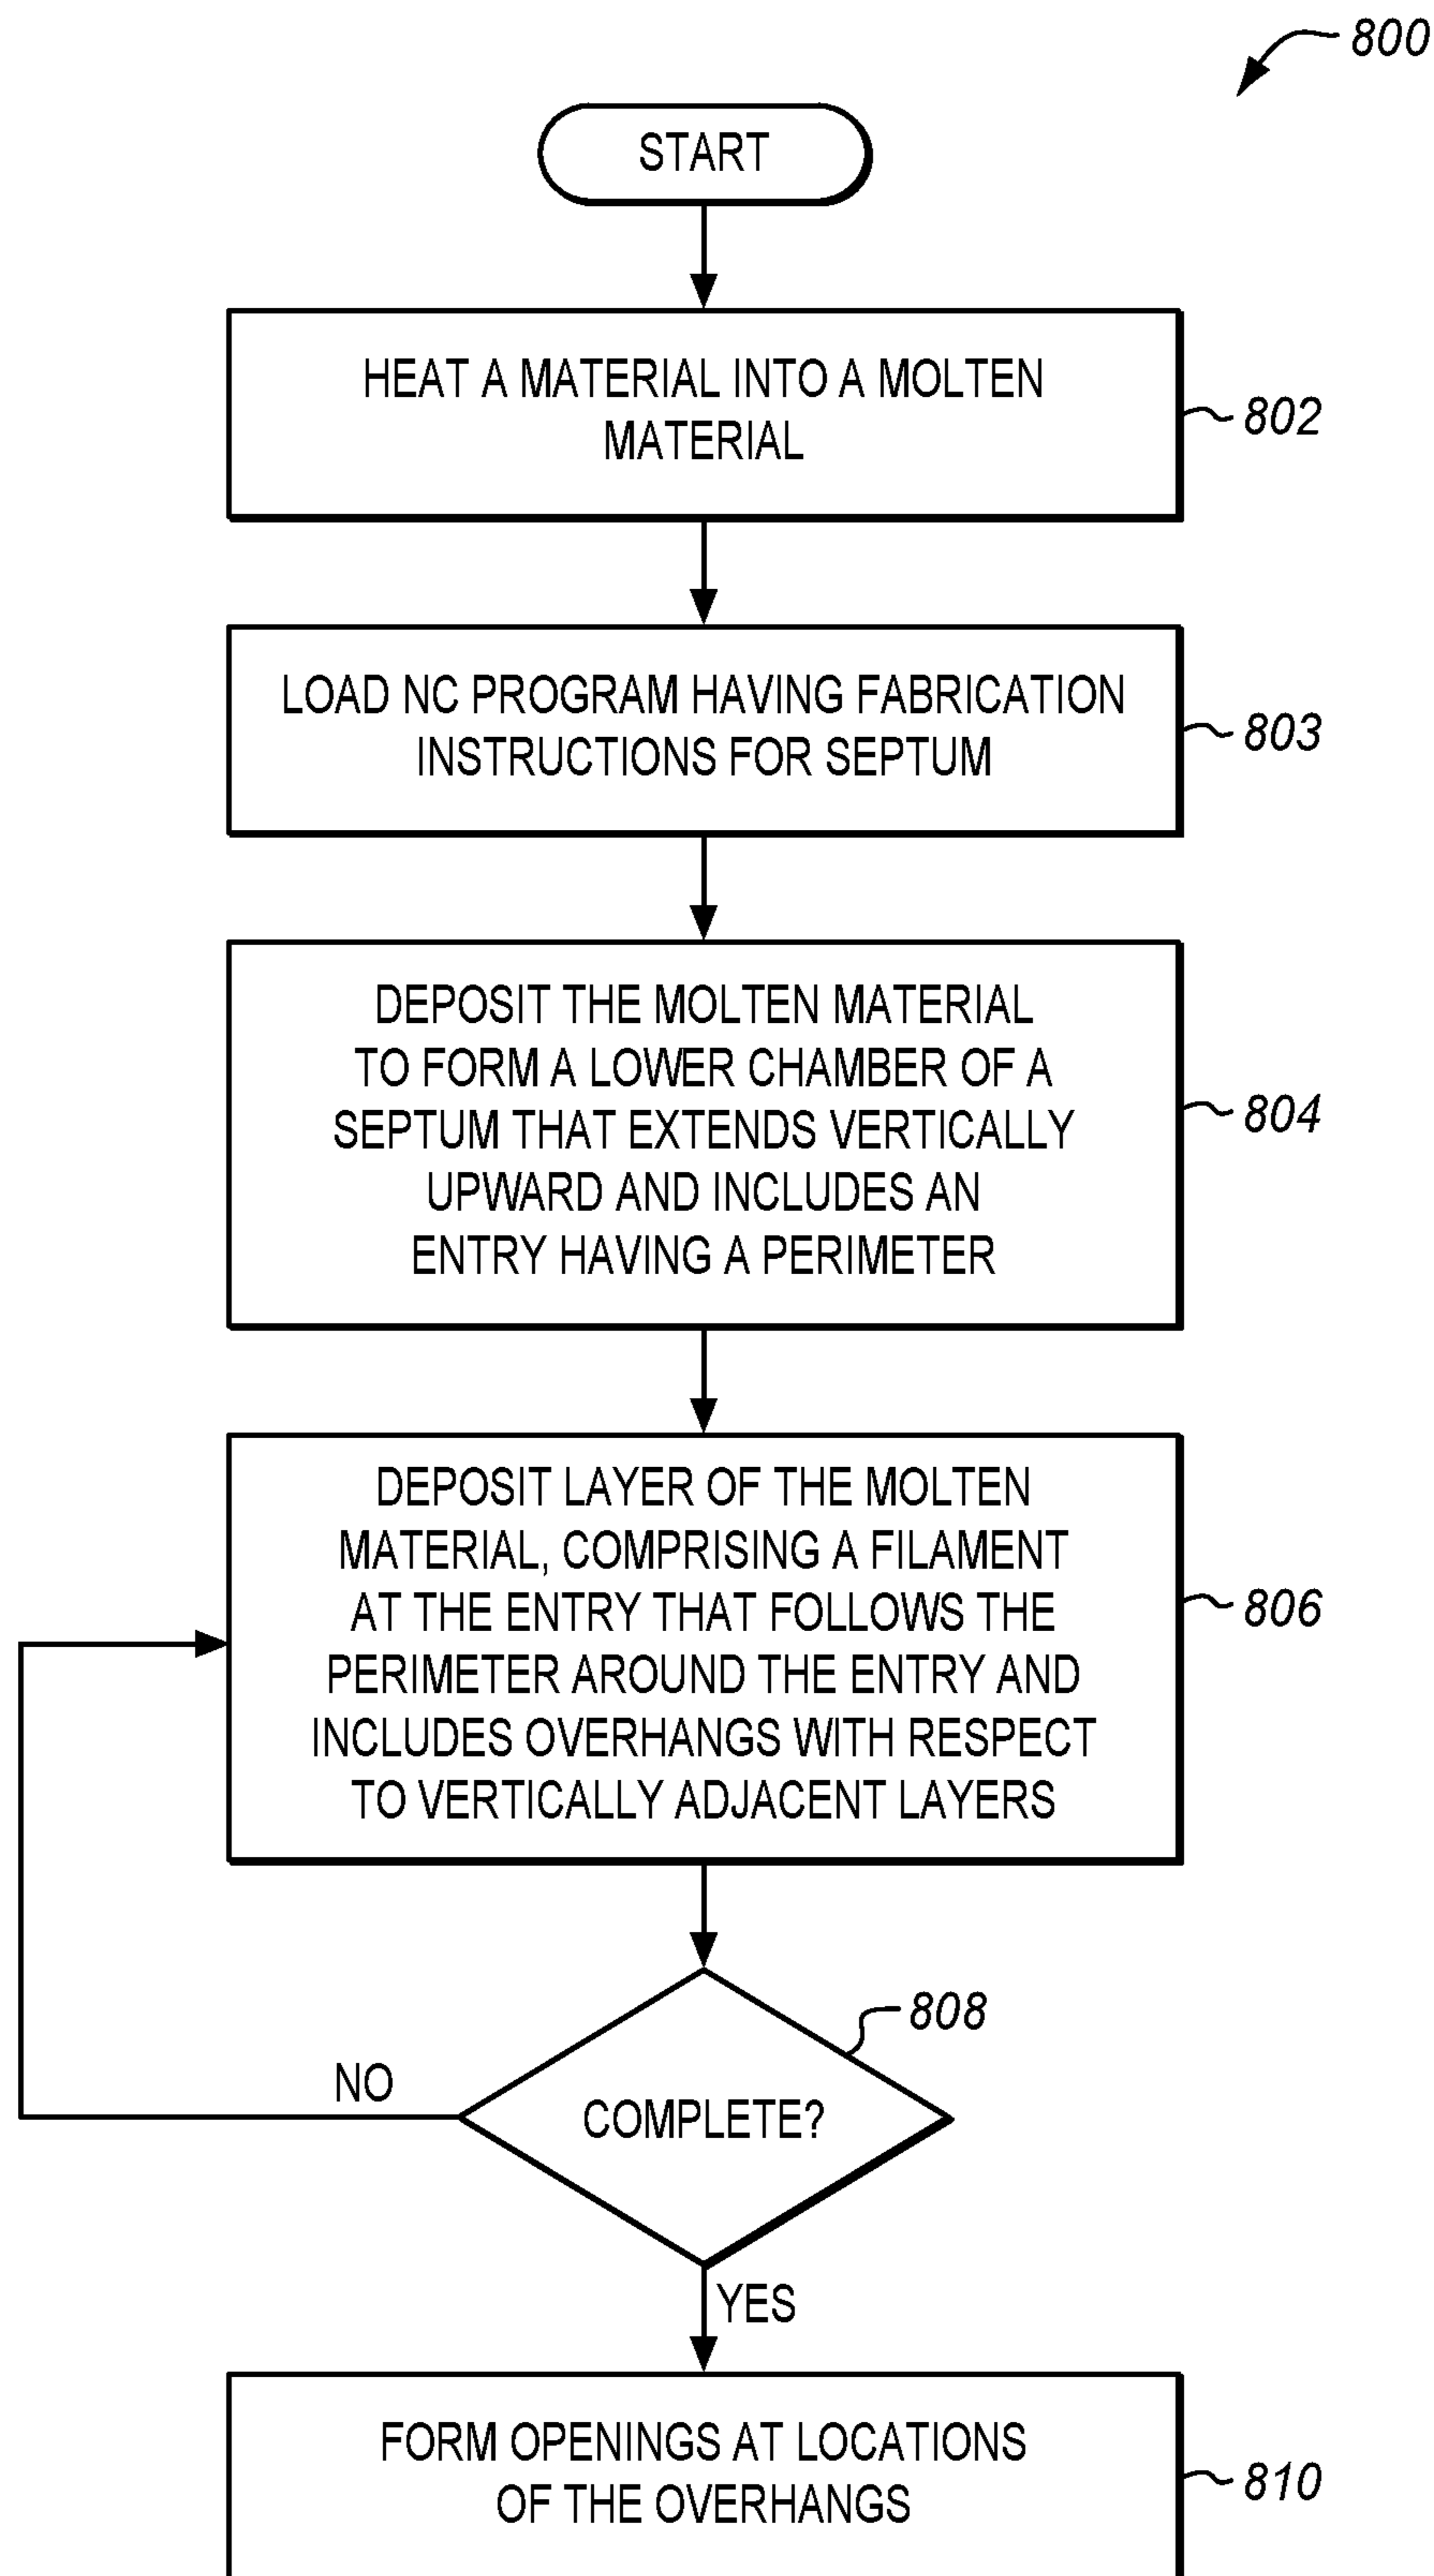 800
START
HEAT A MATERIAL INTO A MOLTEN
MATERIAL
802
LOAD NC PROGRAM HAVING FABRICATION
INSTRUCTIONS FOR SEPTUM
803
DEPOSIT THE MOLTEN MATERIAL
TO FORM A LOWER CHAMBER OF A
SEPTUM THAT EXTENDS VERTICALLY
UPWARD AND INCLUDES AN
ENTRY HAVING A PERIMETER
804
DEPOSIT LAYER OF THE MOLTEN
MATERIAL, COMPRISING A FILAMENT
AT THE ENTRY THAT FOLLOWS THE
PERIMETER AROUND THE ENTRY AND
INCLUDES OVERHANGS WITH RESPECT
TO VERTICALLY ADJACENT LAYERS
806
808
NO
COMPLETE?
YES
FORM OPENINGS AT LOCATIONS
OF THE OVERHANGS
810